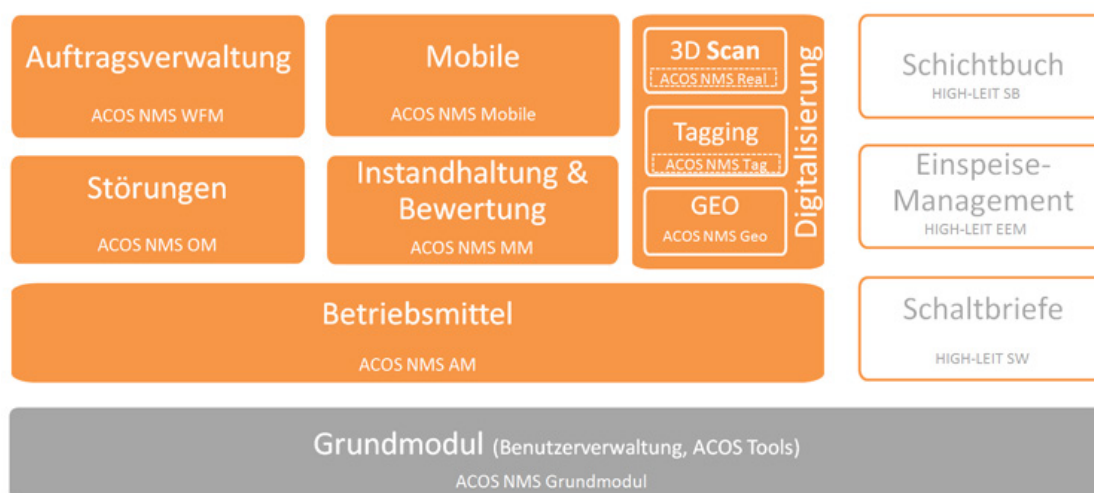 Auftragsverwaltung
ACOS NMS WFM
Mobile
ACOS NMS Mobile
3D Scan
ACOS NMS Real
Tagging
ACOS NMS Tag
GEO
ACOS NMS Geo
Digitalisierung
Schichtbuch
HIGH-LEIT SB
Störungen
ACOS NMS OM
Instandhaltung &
Bewertung
ACOS NMS MM
Einspeise-
Management
HIGH-LEIT EEM
Betriebsmittel
ACOS NMS AM
Schaltbriefe
HIGH-LEIT SW
Grundmodul (Benutzerverwaltung, ACOS Tools)
ACOS NMS Grundmodul